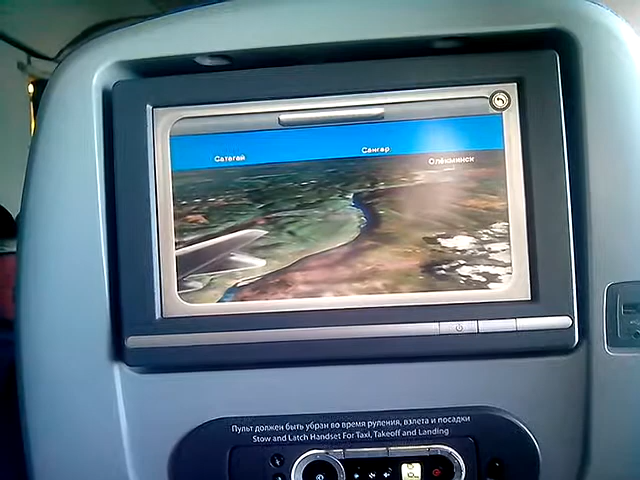 Сатагай
Сангар
Олёкминск
Пульт должен быть убран во время руления, взлета и посадки
Stow and Latch Handset For Taxi, Takeoff and Landing